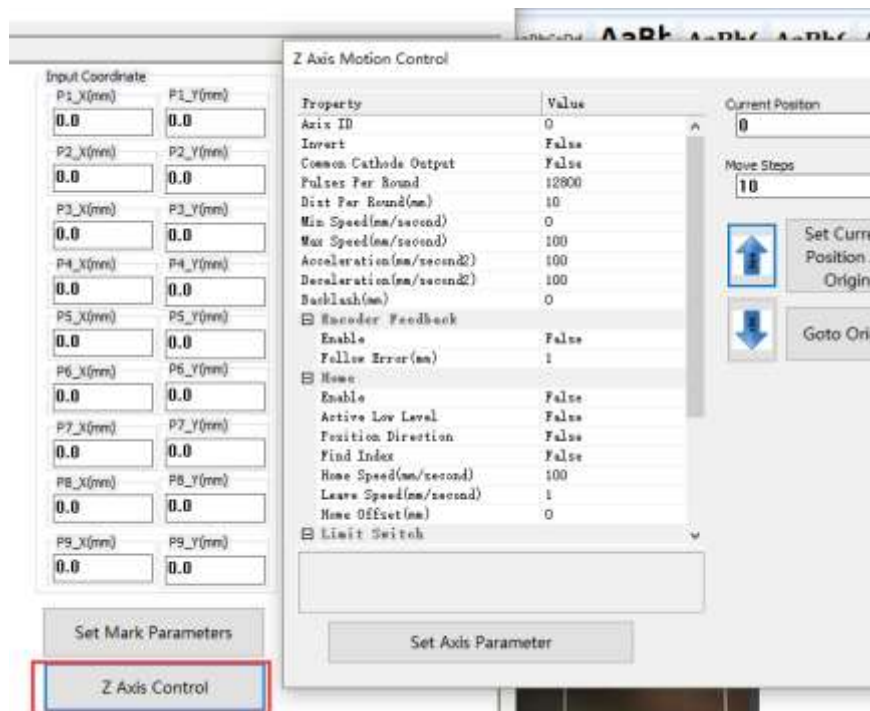 AaBb AaBb( AaBb(
Z Axis Motion Control
Input Coordinate
P1_X(mm) P1_Y(mm)
0.0 0.0
P2_X(mm) P2_Y(mm)
0.0 0.0
P3_X(mm) P3_Y(mm)
0.0 0.0
P4_X(mm) P4_Y(mm)
0.0 0.0
P5_X(mm) P5_Y(mm)
0.0 0.0
P6_X(mm) P6_Y(mm)
0.0 0.0
P7_X(mm) P7_Y(mm)
0.0 0.0
P8_X(mm) P8_Y(mm)
0.0 0.0
P9_X(mm) P9_Y(mm)
0.0 0.0
Set Mark Parameters
Z Axis Control
Property Value
Axis ID 0
Invert False
Common Cathode Output False
Pulses Per Round 12800
Dist Per Round(mm) 10
Min Speed(mm/second) 0
Max Speed(mm/second) 100
Acceleration(mm/second2) 100
Deceleration(mm/second2) 100
Backlash(mm) 0
Encoder Feedback
Enable False
Follow Error(mm) 1
Home
Enable False
Active Low Level False
Position Direction False
Find Index False
Home Speed(mm/second) 100
Leave Speed(mm/second) 1
Home Offset(mm) 0
Limit Switch
Set Axis Parameter
Current Position
0
Move Steps
10
Set Curre
Position
Origin
Goto Ori